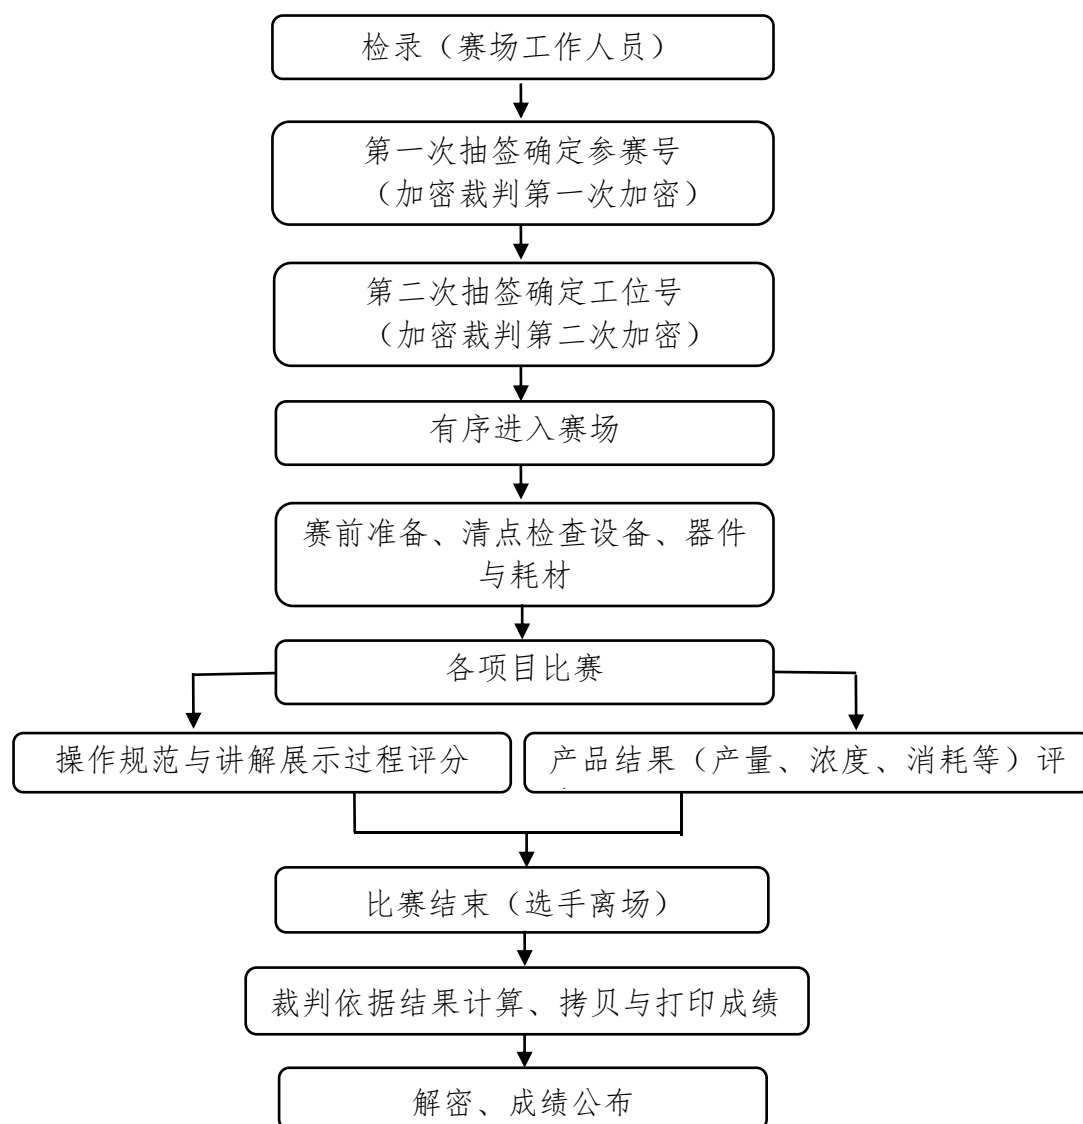 检录（赛场工作人员）
第一次抽签确定参赛号
（加密裁判第一次加密）
第二次抽签确定工位号
（加密裁判第二次加密）
有序进入赛场
赛前准备、清点检查设备、器件
与耗材
各项目比赛
操作规范与讲解展示过程评分
产品结果（产量、浓度、消耗等）评
比赛结束（选手离场）
裁判依据结果计算、拷贝与打印成绩
解密、成绩公布